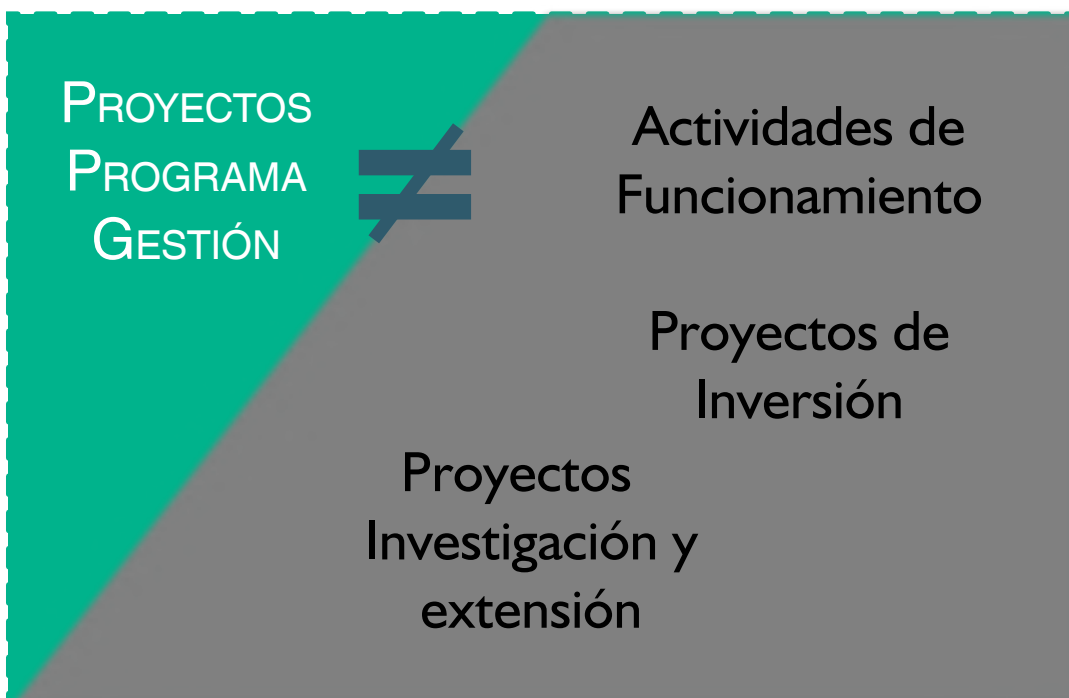 PROYECTOS
PROGRAMA
GESTIÓN
≠
Actividades de
Funcionamiento
Proyectos de
Inversión
Proyectos
Investigación y
extensión